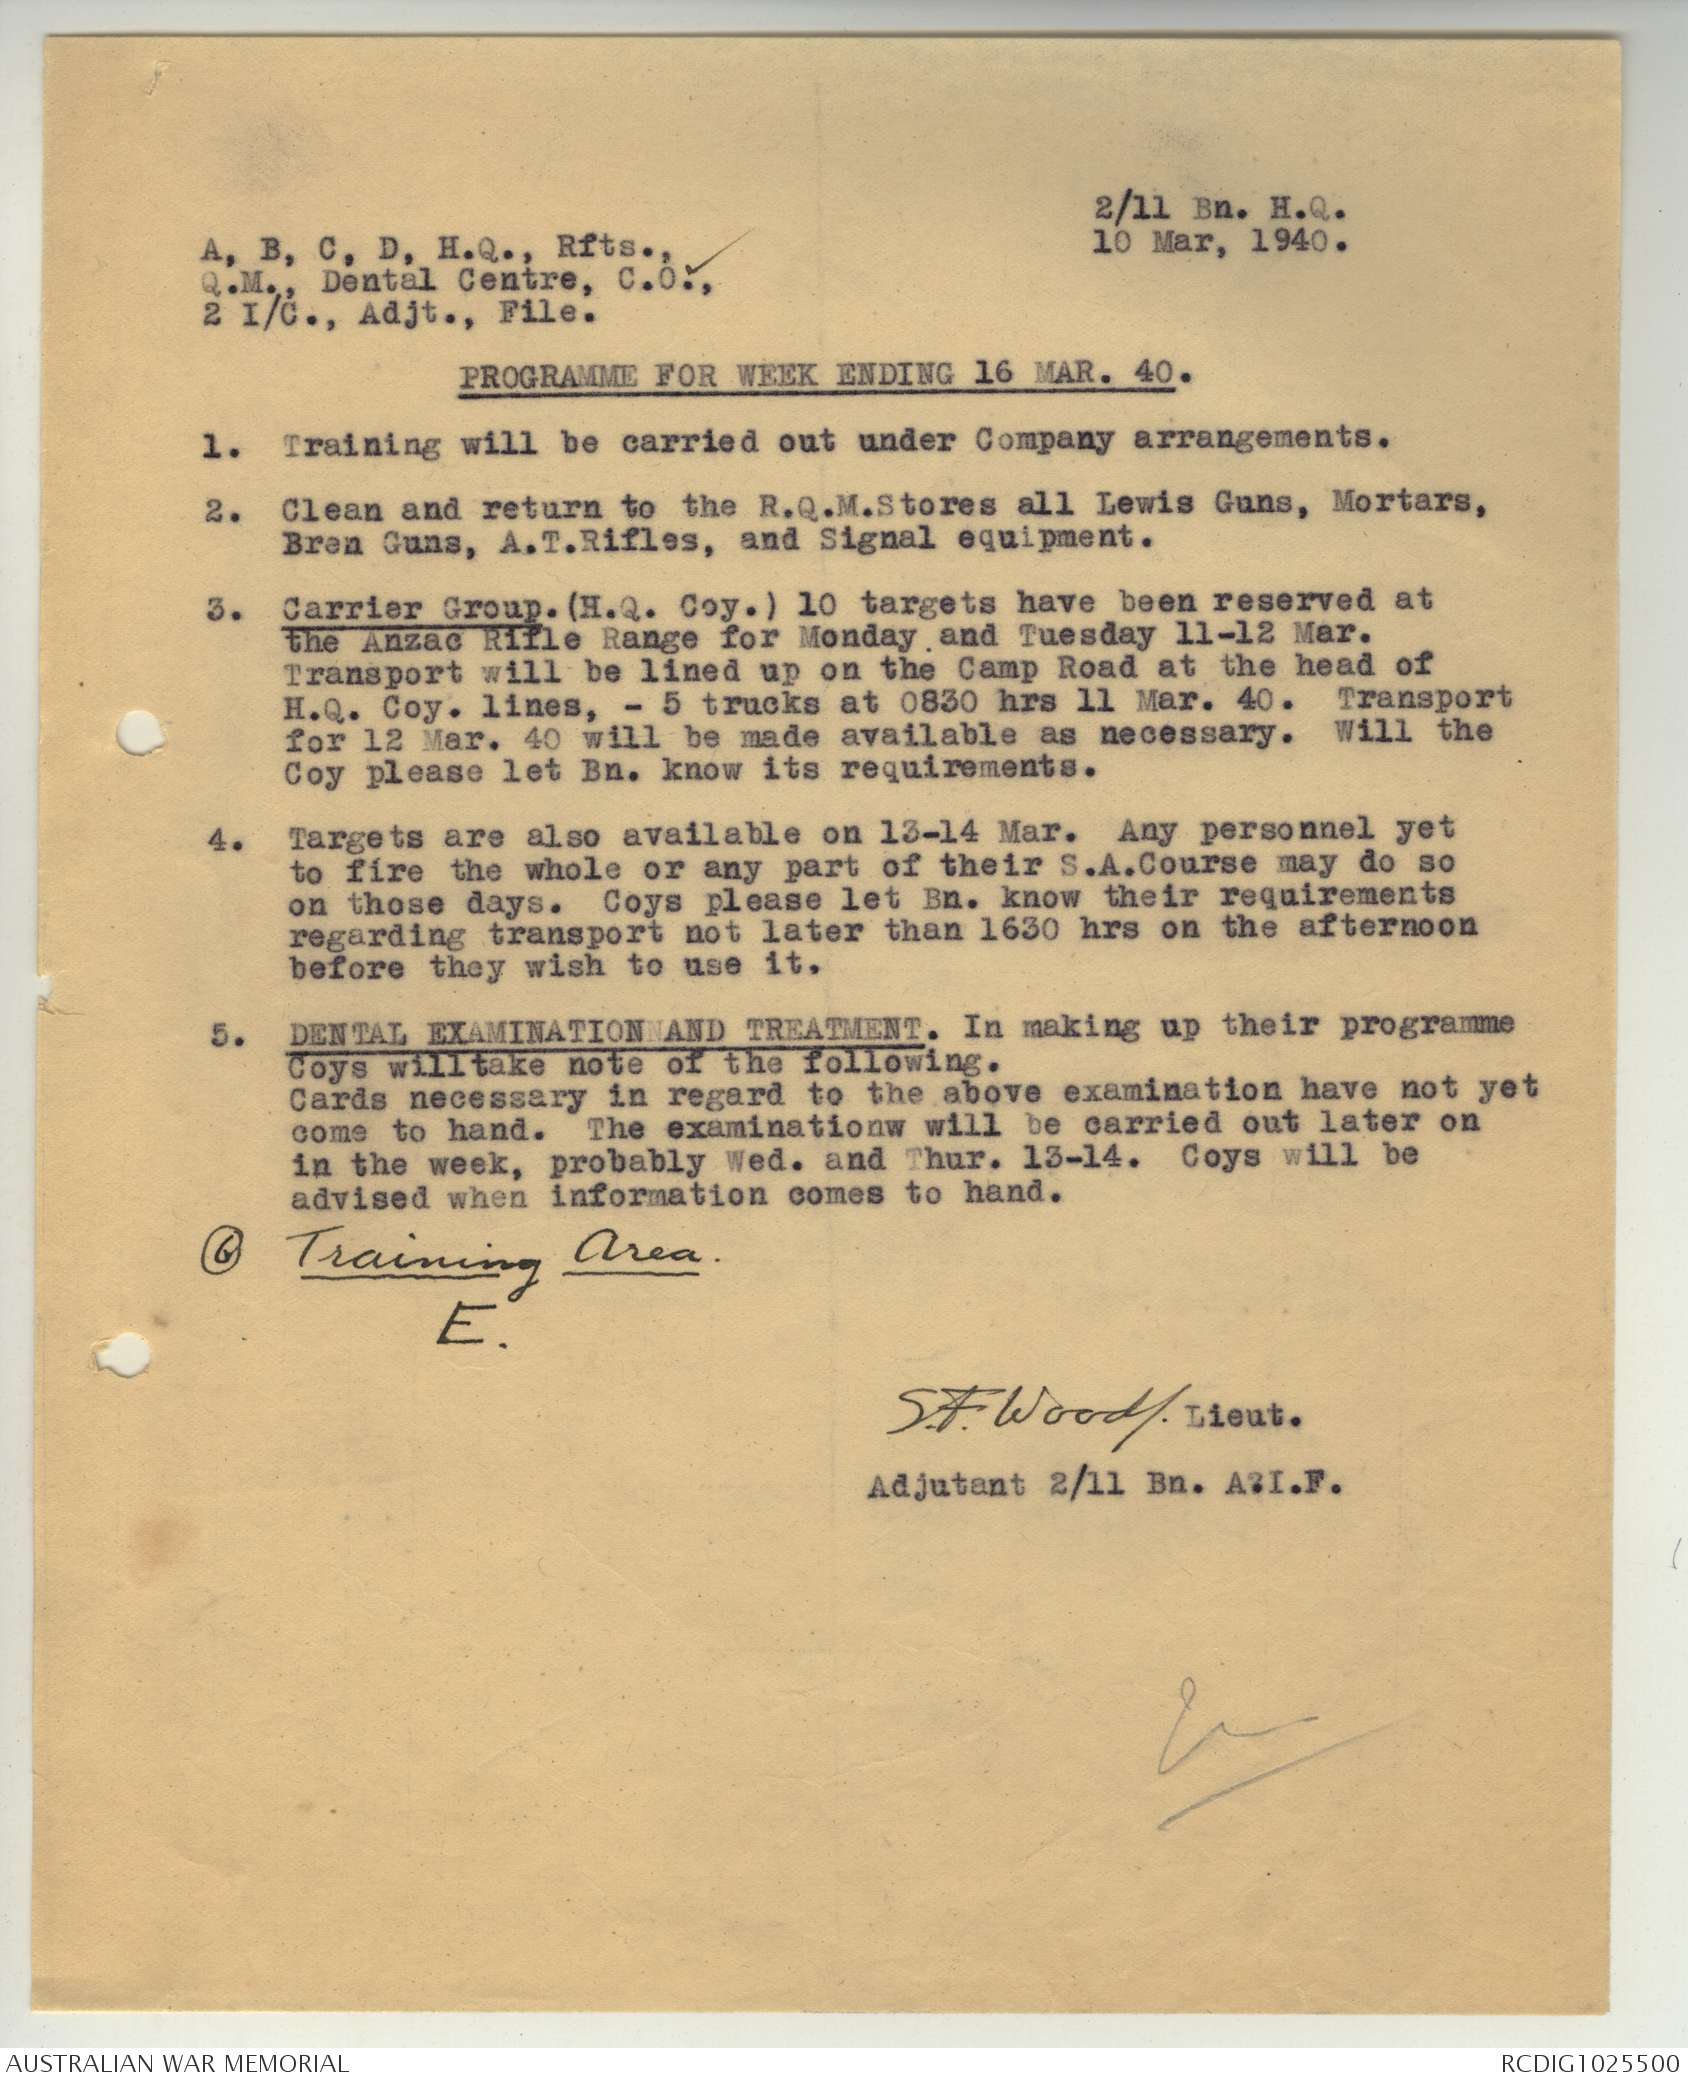 2/11 Bn. H.Q.
10 Mar, 1940.
A, B, C, D, H.Q., Rfts.,
Q.M., Dental Centre, C.O.,
2 I/C., Adjt., File.
PROGRAMME FOR WEEK ENDING 16 MAR. 40.
1. Training will be carried out under Company arrangements.
2. Clean and return to the R.Q.M.Stores all Lewis Guns, Mortars,
Bren Guns, A.T.Rifles, and Signal equipment.
3. Carrier Group.(H.Q. Coy.) 10 targets have been reserved at
the Anzac Rifle Range for Monday and Tuesday 11-12 Mar.
Transport will be lined up on the Camp Road at the head of
H.Q. Coy. lines, - 5 trucks at 0830 hrs 11 Mar. 40. Transport
for 12 Mar. 40 will be made available as necessary. Will the
Coy please let Bn. know its requirements.
4. Targets are also available on 13-14 Mar. Any personnel yet
to fire the whole or any part of their S.A.Course may do so
on those days. Coys please let Bn. know their requirements
regarding transport not later than 1630 hrs on the afternoon
before they wish to use it.
5. DENTAL EXAMINATIONNAND TREATMENT. In making up their programme
Coys willtake note of the following.
Cards necessary in regard to the above examination have not yet
come to hand. The examinationw will be carried out later on
in the week, probably Wed. and Thur. 13-14. Coys will be
advised when information comes to hand.
6 Training Area.
E.
S.F. Wood. Lieut.
Adjutant 2/11 Bn. A?I.F.
AUSTRALIAN WAR MEMORIAL
RCDIG1025500